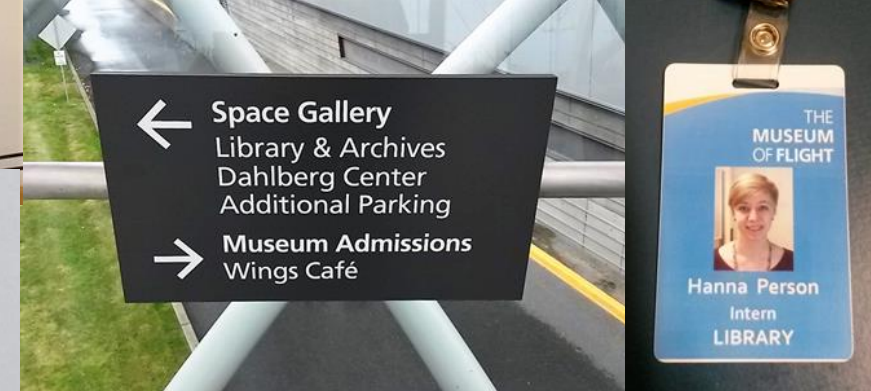 Space Gallery
Library & Archives
Dahlberg Center
Additional Parking
Museum Admissions
Wings Café
THE
MUSEUM
OF FLIGHT
Hanna Person
Intern
LIBRARY